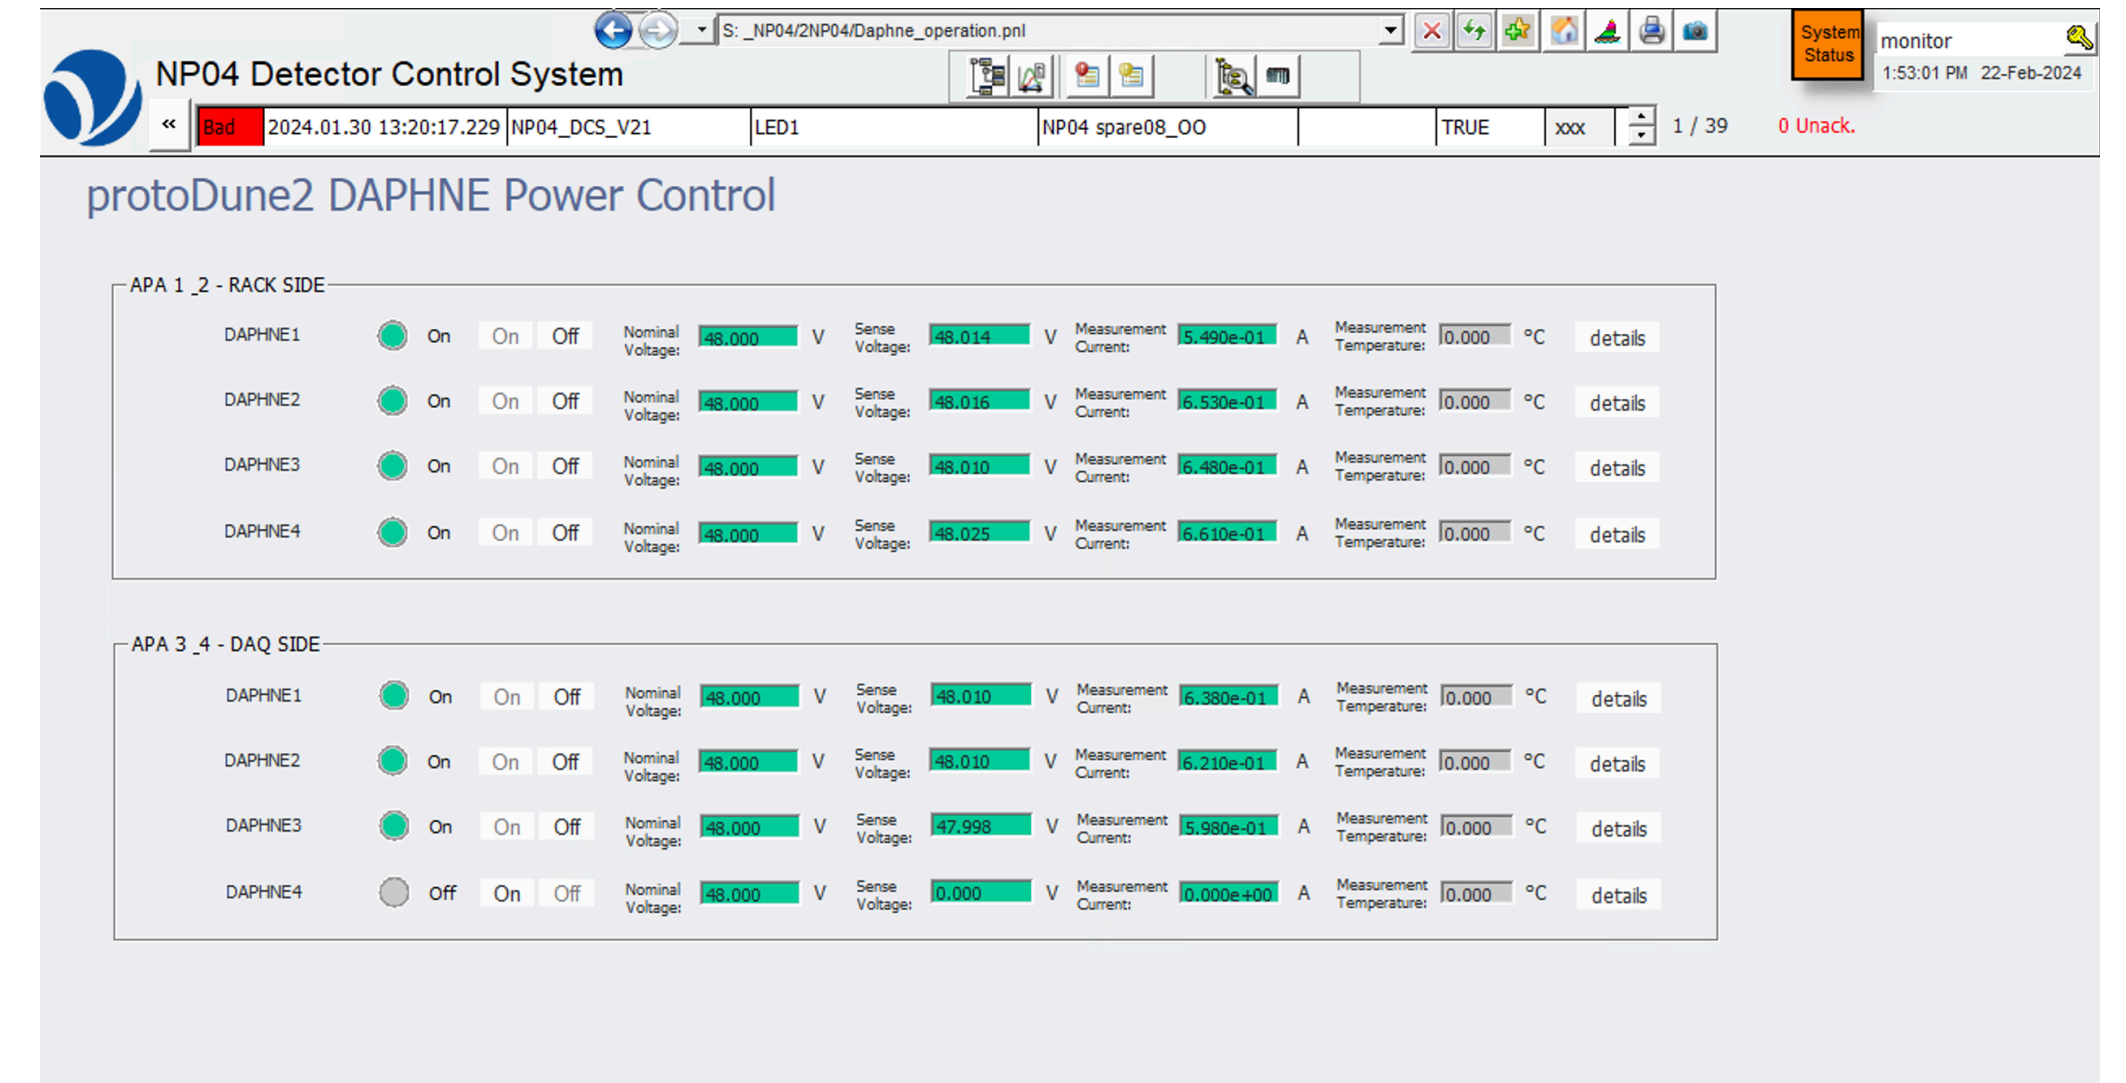 S: _NP04/2NP04/Daphne_operation.pnl
System Status
monitor
NP04 Detector Control System
1:53:01 PM 22-Feb-2024
« Bad 2024.01.30 13:20:17.229 NP04_DCS_V21 LED1 NP04 spare08_OO TRUE xxx 1 / 39 0 Unack.
protoDune2 DAPHNE Power Control
APA 1 _2 - RACK SIDE
DAPHNE1 On On Off Nominal Voltage: 48.000 V Sense Voltage: 48.014 V Measurement Current: 5.490e-01 A Measurement Temperature: 0.000 °C details
DAPHNE2 On On Off Nominal Voltage: 48.000 V Sense Voltage: 48.016 V Measurement Current: 6.530e-01 A Measurement Temperature: 0.000 °C details
DAPHNE3 On On Off Nominal Voltage: 48.000 V Sense Voltage: 48.010 V Measurement Current: 6.480e-01 A Measurement Temperature: 0.000 °C details
DAPHNE4 On On Off Nominal Voltage: 48.000 V Sense Voltage: 48.025 V Measurement Current: 6.610e-01 A Measurement Temperature: 0.000 °C details
APA 3 _4 - DAQ SIDE
DAPHNE1 On On Off Nominal Voltage: 48.000 V Sense Voltage: 48.010 V Measurement Current: 6.380e-01 A Measurement Temperature: 0.000 °C details
DAPHNE2 On On Off Nominal Voltage: 48.000 V Sense Voltage: 48.010 V Measurement Current: 6.210e-01 A Measurement Temperature: 0.000 °C details
DAPHNE3 On On Off Nominal Voltage: 48.000 V Sense Voltage: 47.998 V Measurement Current: 5.980e-01 A Measurement Temperature: 0.000 °C details
DAPHNE4 Off On Off Nominal Voltage: 48.000 V Sense Voltage: 0.000 V Measurement Current: 0.000e+00 A Measurement Temperature: 0.000 °C details